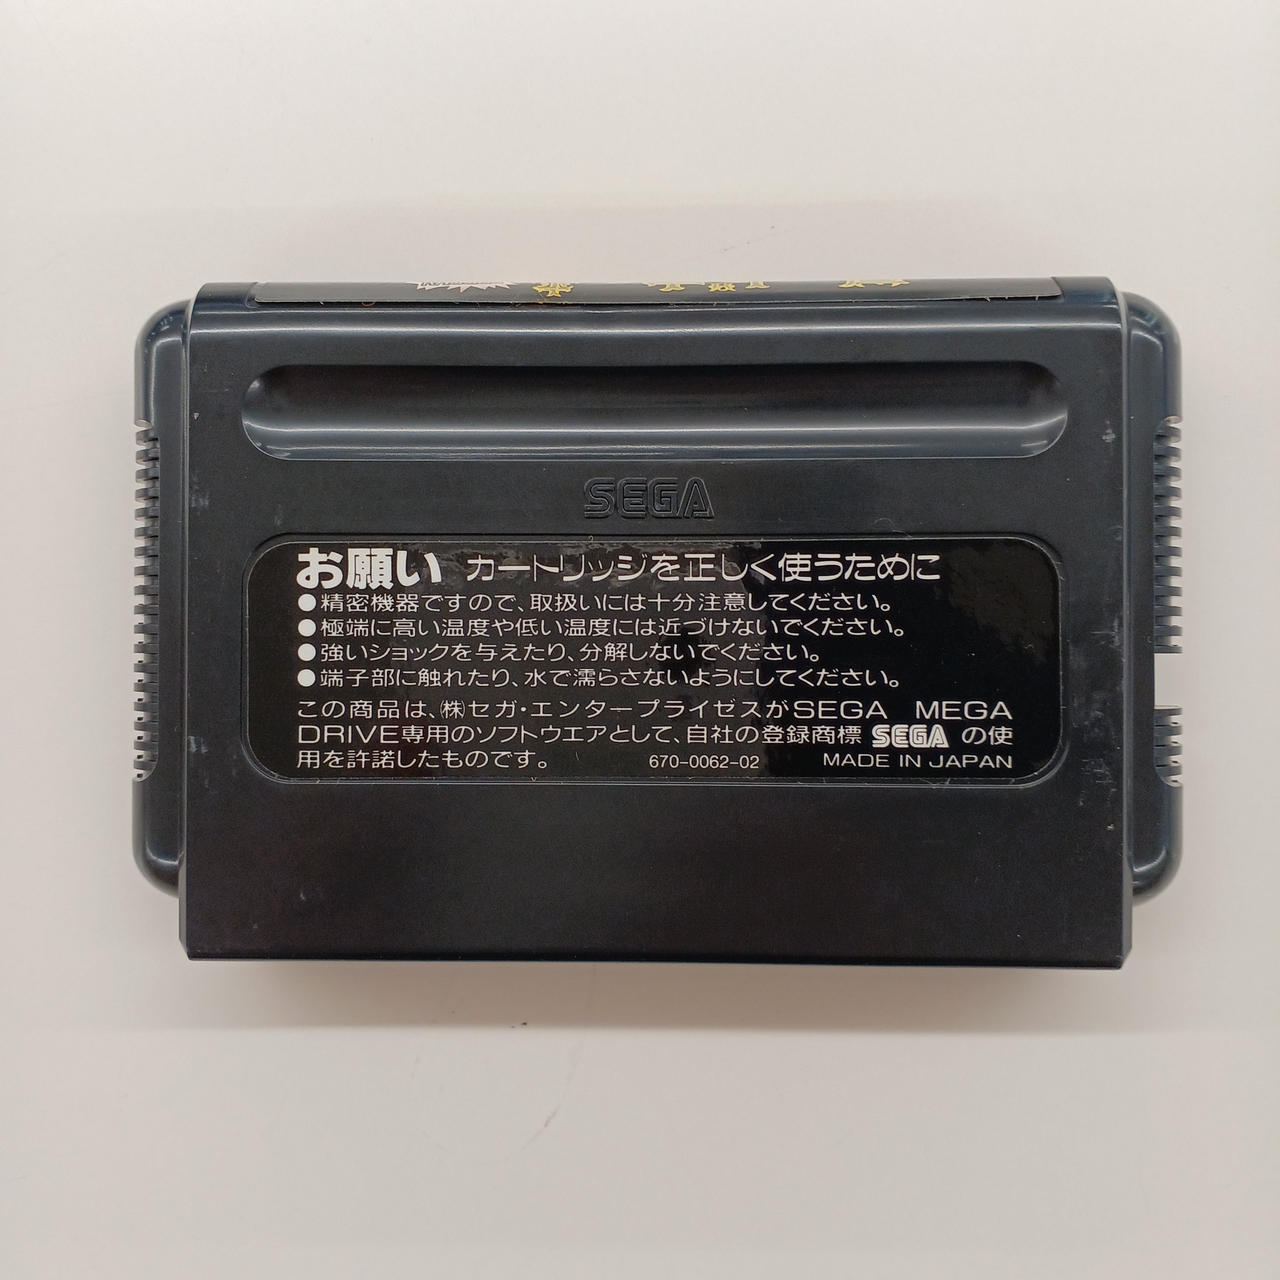 SEGA
お願い カートリッジを正しく使うために
●精密機器ですので、取扱いには十分注意してください。
●極端に高い温度や低い温度には近づけないでください。
●強いショックを与えたり、分解しないでください。
●端子部に触れたり、水で濡らさないようにしてください。
この商品は、㈱セガ・エンタープライゼスがSEGA MEGA
DRIVE専用のソフトウエアとして、自社の登録商標 SEGA の使
用を許諾したものです。 670-0062-02 MADE IN JAPAN